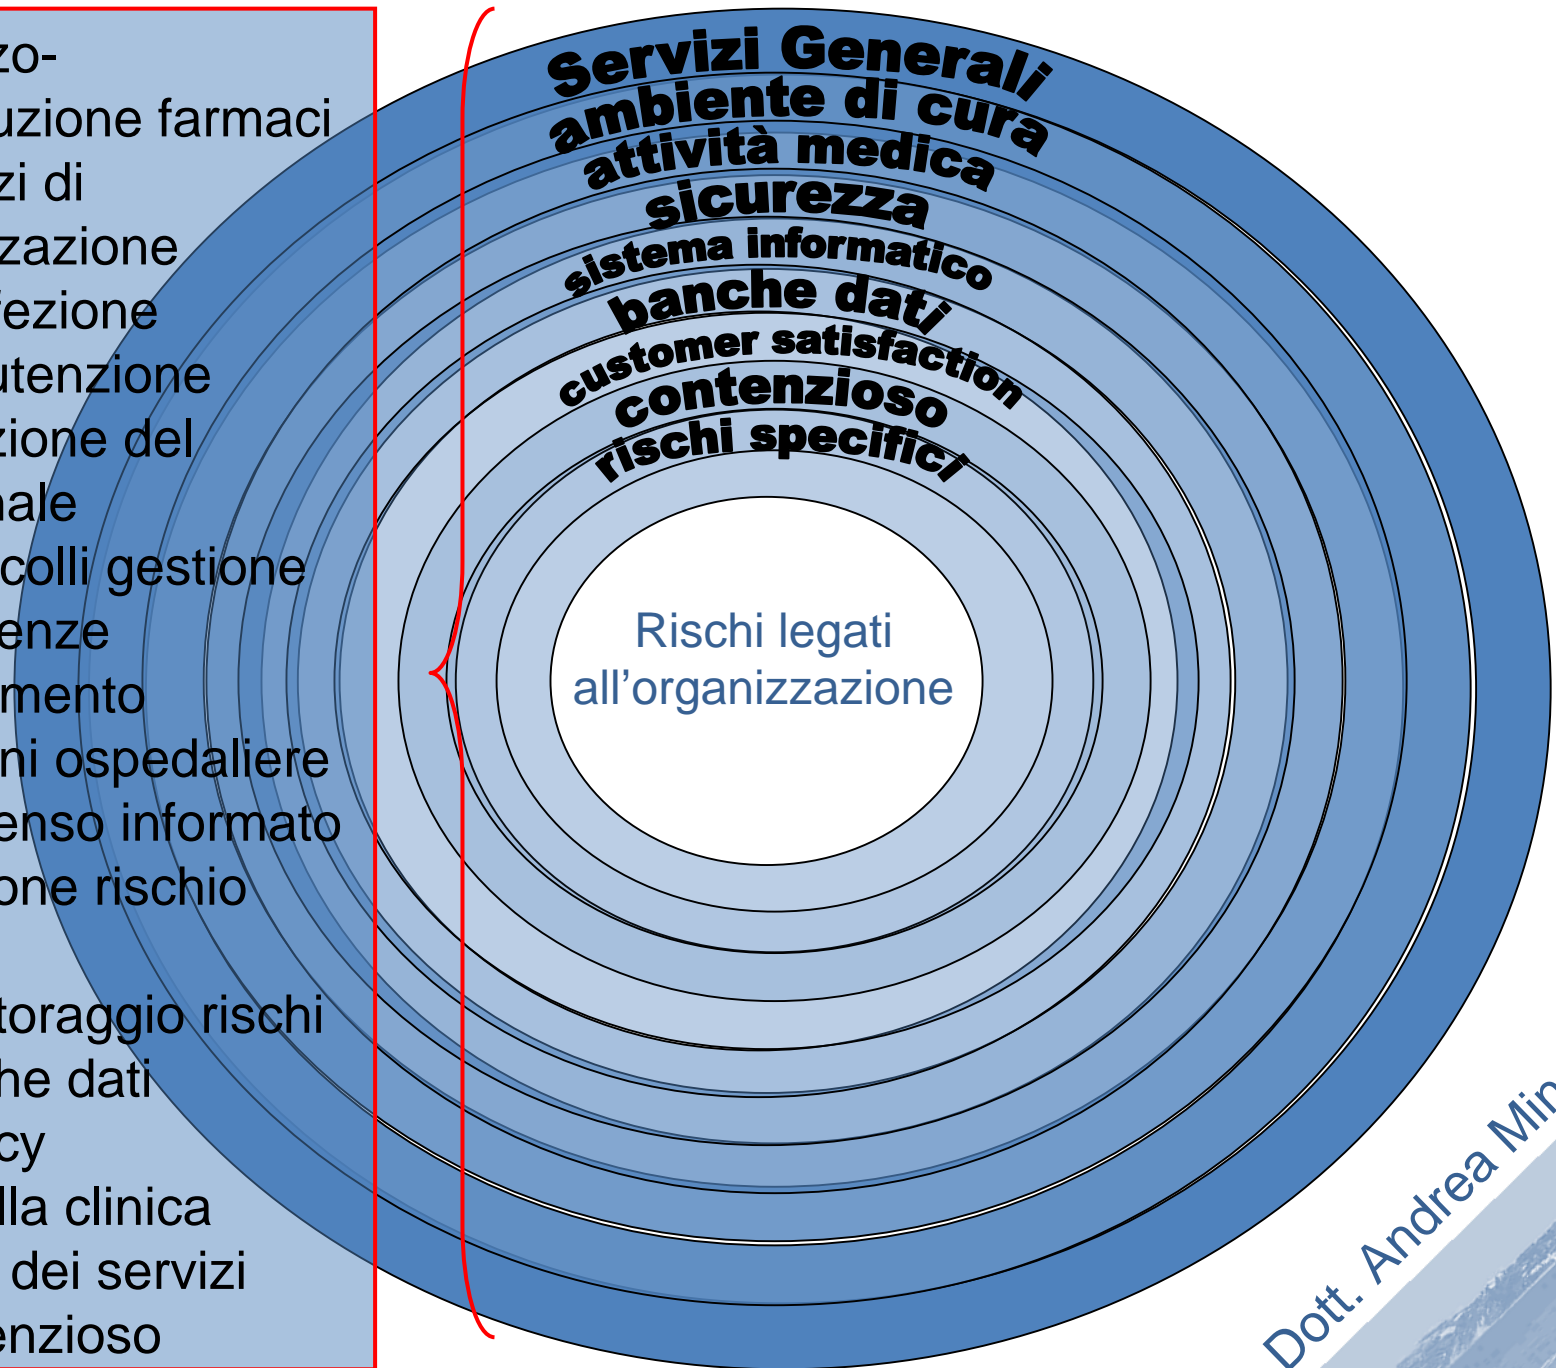 zo-
uzione farmaci
zi di
zzazione
fezione
utenzione
zione del
nale
colli gestione
enze
mento
ni ospedaliere
enso informato
one rischio
toraggio rischi
he dati
cy
lla clinica
dei servizi
enzioso
Servizi Generali
ambiente di cura
attività medica
sicurezza
sistema informatico
banche dati
customer satisfaction
contenzioso
rischi specifici
Rischi legati
all’organizzazione
Dott. Andrea Min